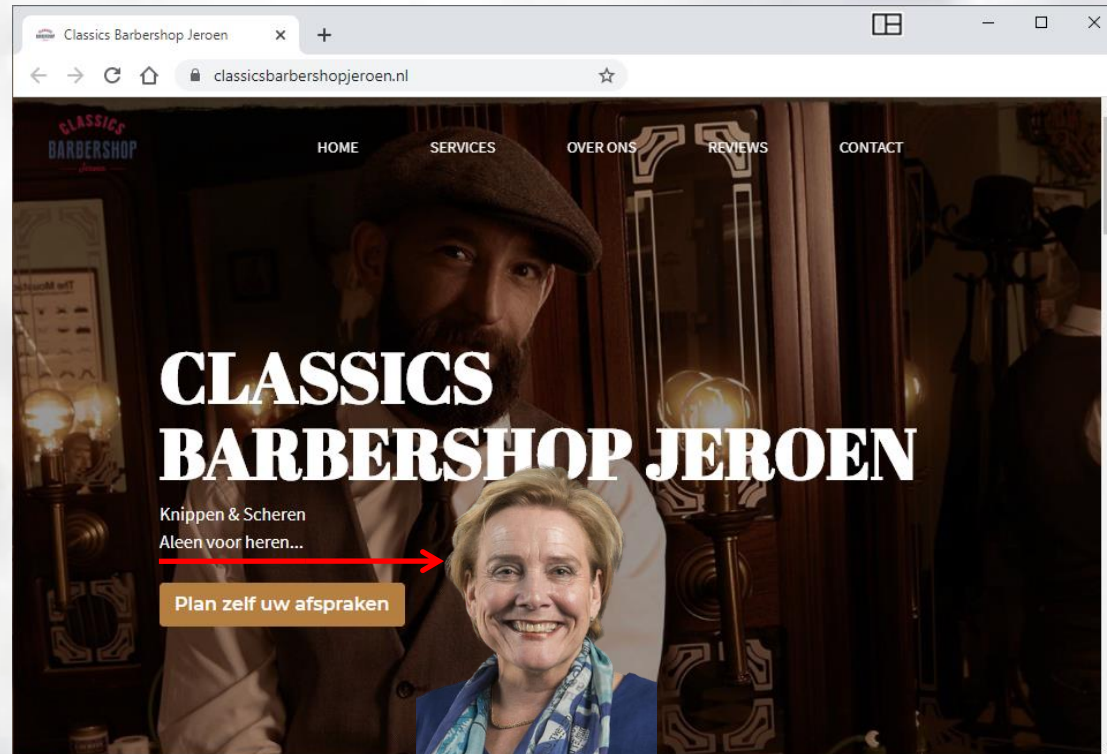 Classics Barbershop Jeroen
classicsbarbershopjeroen.nl
CLASSICS
BARBERSHOP
Jeroen
HOME SERVICES OVER ONS REVIEWS CONTACT
CLASSICS
BARBERSHOP JEROEN
Knippen & Scheren
Aleen voor heren...
Plan zelf uw afspraken